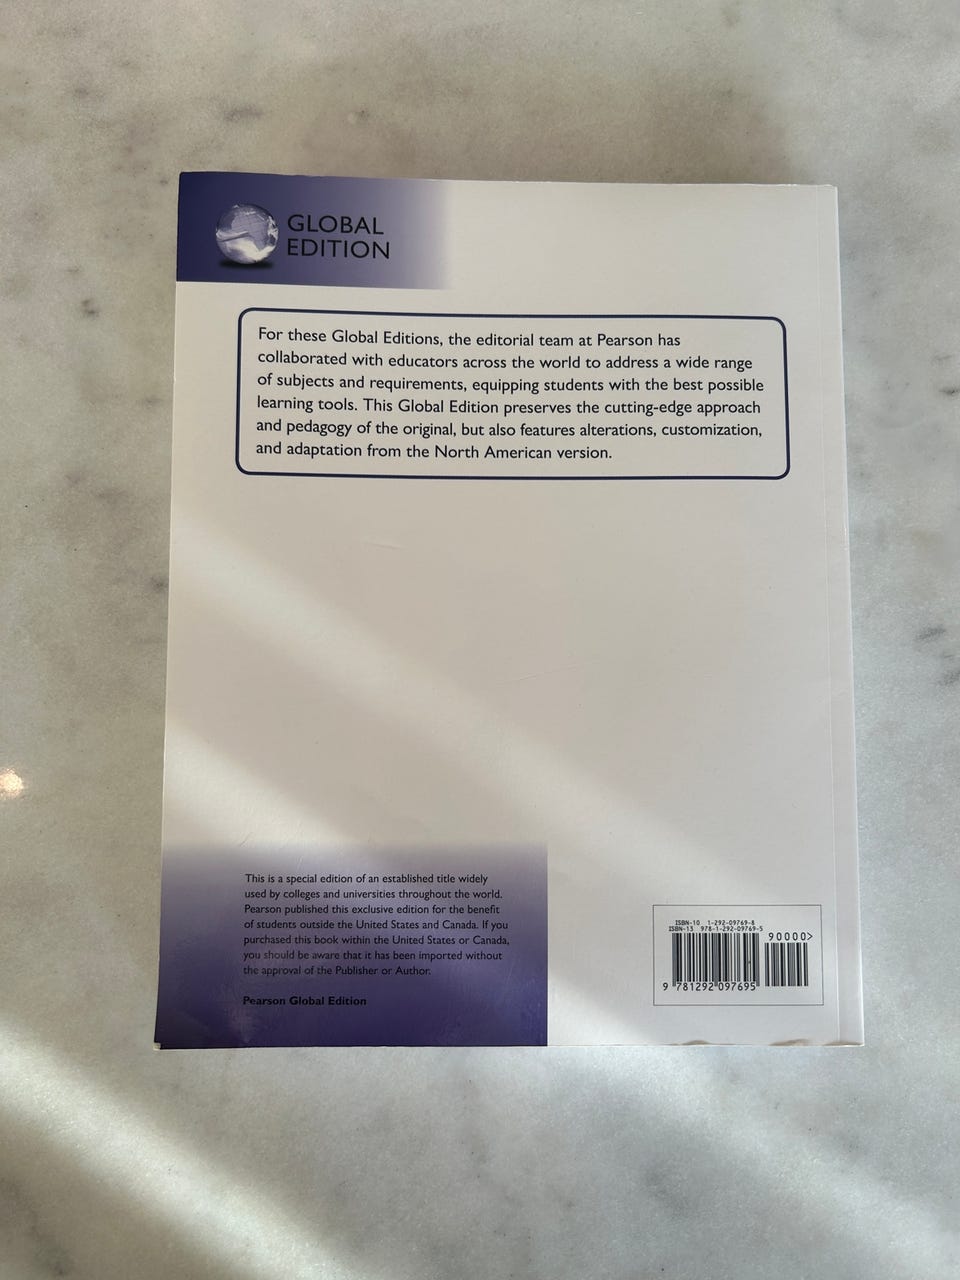 GLOBAL
EDITION
For these Global Editions, the editorial team at Pearson has
collaborated with educators across the world to address a wide range
of subjects and requirements, equipping students with the best possible
learning tools. This Global Edition preserves the cutting-edge approach
and pedagogy of the original, but also features alterations, customization,
and adaptation from the North American version.
This is a special edition of an established title widely
used by colleges and universities throughout the world.
Pearson published this exclusive edition for the benefit
of students outside the United States and Canada. If you
purchased this book within the United States or Canada,
you should be aware that it has been imported without
the approval of the Publisher or Author.
Pearson Global Edition
ISBN-10 1-292-09769-8
ISBN-13 978-1-292-09769-5
90000>
9 781292 097695